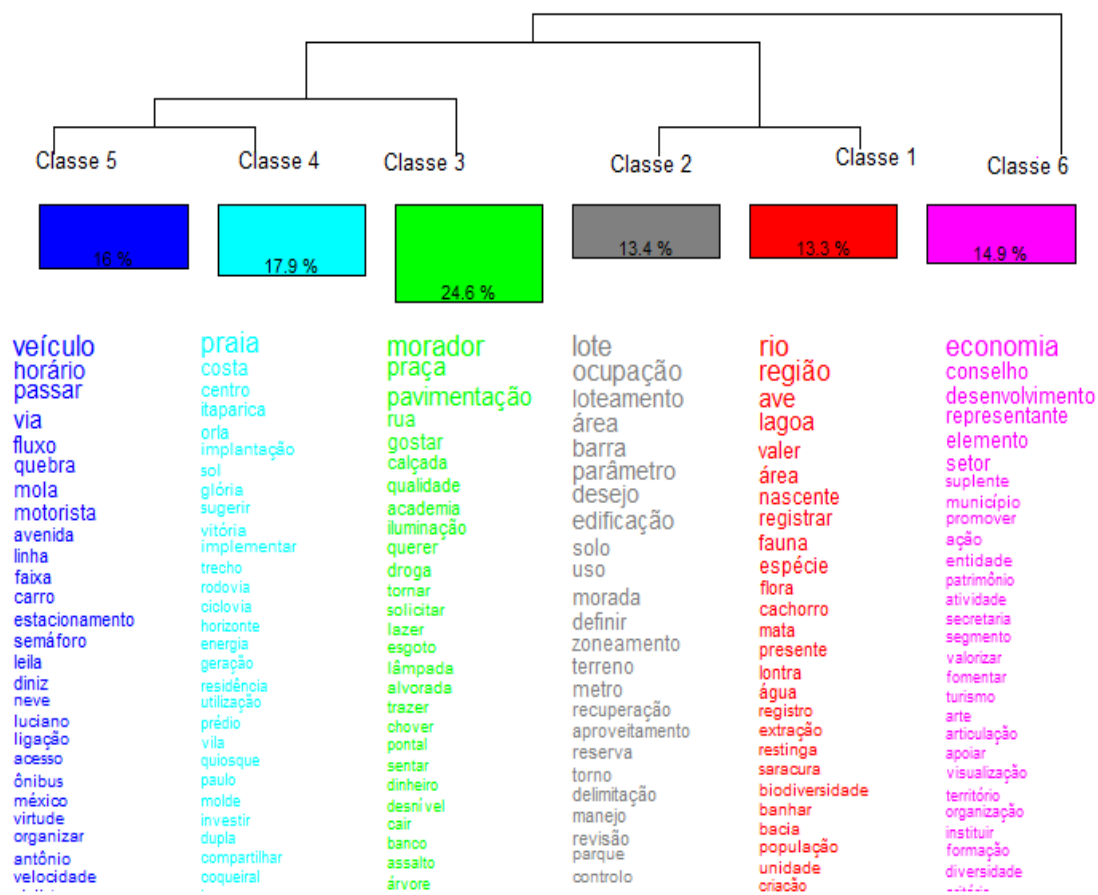 Classe 5
Classe 4
Classe 3
Classe 2
Classe 1
Classe 6
16 %
17.9 %
24.6 %
13.4 %
13.3 %
14.9 %
veículo
horário
passar
via
fluxo
quebra
mola
motorista
avenida
linha
faixa
carro
estacionamento
semáforo
leila
diniz
neve
luciano
ligação
acesso
ônibus
méxico
virtude
organizar
antônio
velocidade
praia
costa
centro
itaparica
orla
implantação
sol
glória
sugerir
vitória
implementar
trecho
rodovia
ciclovia
horizonte
energia
geração
residência
utilização
prédio
vila
quiosque
paulo
molde
investir
dupla
compartilhar
coqueiral
morador
praça
pavimentação
rua
gostar
calçada
qualidade
academia
iluminação
querer
droga
tornar
solicitar
lazer
esgoto
lâmpada
alvorada
trazer
chover
pontal
sentar
dinheiro
desnível
cair
banco
assalto
árvore
lote
ocupação
loteamento
área
barra
parâmetro
desejo
edificação
solo
uso
morada
definir
zoneamento
terreno
metro
recuperação
aproveitamento
reserva
torno
delimitação
manejo
revisão
parque
controlo
rio
região
ave
lagoa
valer
área
nascente
registrar
fauna
espécie
flora
cachorro
mata
presente
lontra
água
registro
extração
restinga
saracura
biodiversidade
banhar
bacia
população
unidade
criação
economia
conselho
desenvolvimento
representante
elemento
setor
suplente
município
promover
ação
entidade
patrimônio
atividade
secretaria
segmento
valorizar
fomentar
turismo
arte
articulação
apoiar
visualização
território
organização
instituir
formação
diversidade